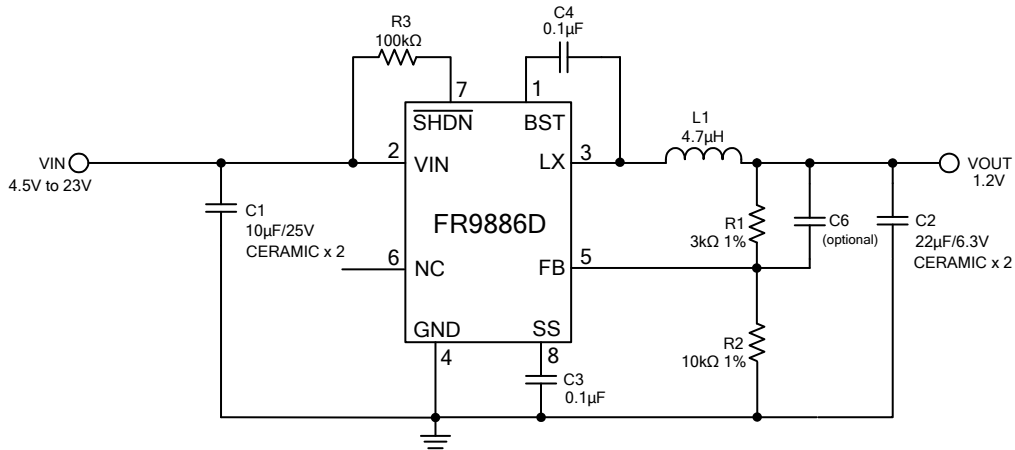 C4
0.1µF
R3
100kΩ
7
1
SHDN
BST
L1
4.7µH
VIN
4.5V to 23V
2
VIN
LX
3
VOUT
1.2V
C1
10µF/25V
CERAMIC x 2
FR9886D
R1
3kΩ 1%
C6
(optional)
C2
22µF/6.3V
CERAMIC x 2
6
NC
FB
5
GND
SS
4
8
R2
10kΩ 1%
C3
0.1µF